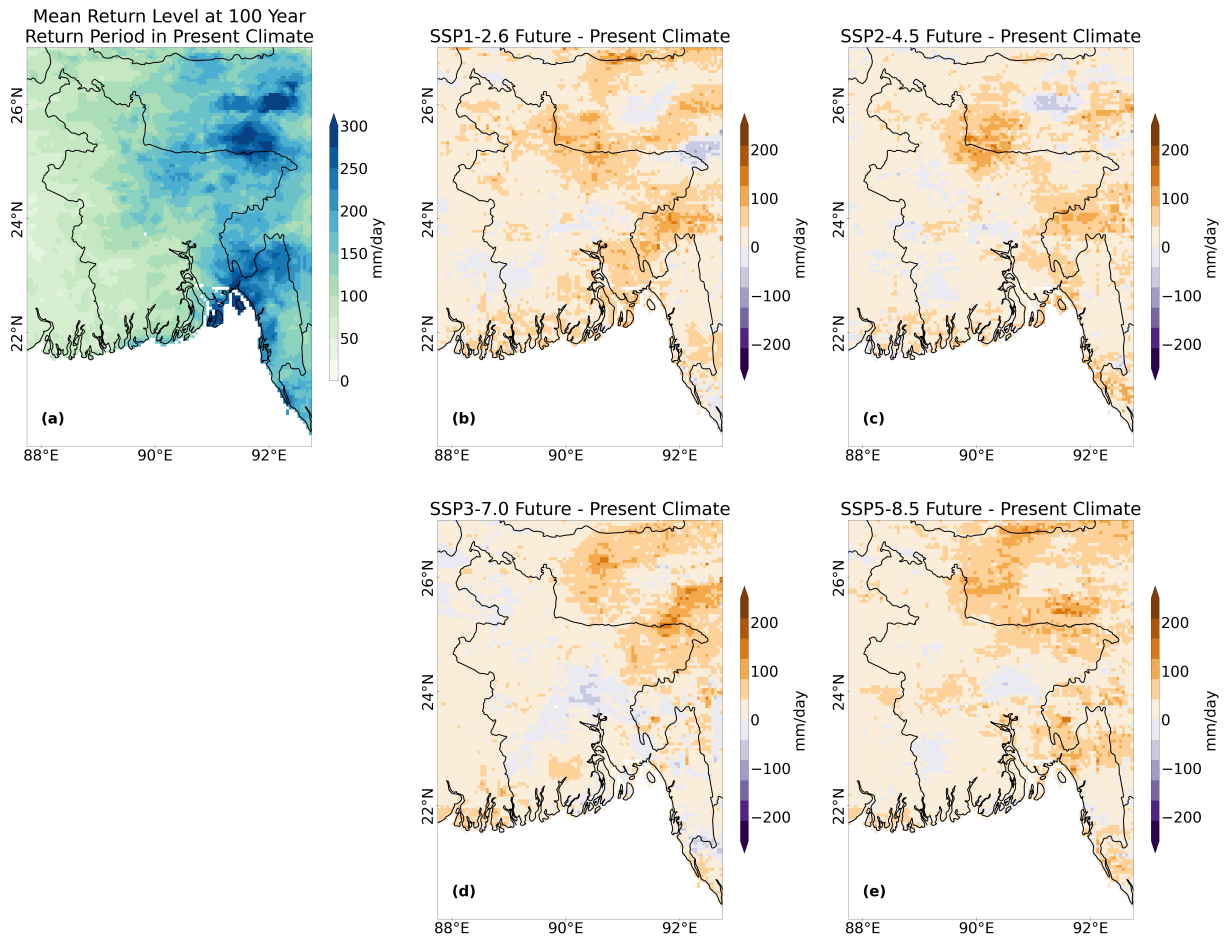 Mean Return Level at 100 Year
Return Period in Present Climate
26°N
24°N
22°N
88°E
90°E
92°E
(a)
300
250
200
150
100
50
0
mm/day
SSP1-2.6 Future - Present Climate
88°E
90°E
92°E
26°N
24°N
22°N
(b)
200
100
0
−100
−200
mm/day
SSP2-4.5 Future - Present Climate
26°N
24°N
22°N
88°E
90°E
92°E
(c)
200
100
0
−100
−200
mm/day
SSP3-7.0 Future - Present Climate
26°N
24°N
22°N
88°E
90°E
92°E
(d)
200
100
0
−100
−200
mm/day
SSP5-8.5 Future - Present Climate
26°N
24°N
22°N
88°E
90°E
92°E
(e)
200
100
0
−100
−200
mm/day